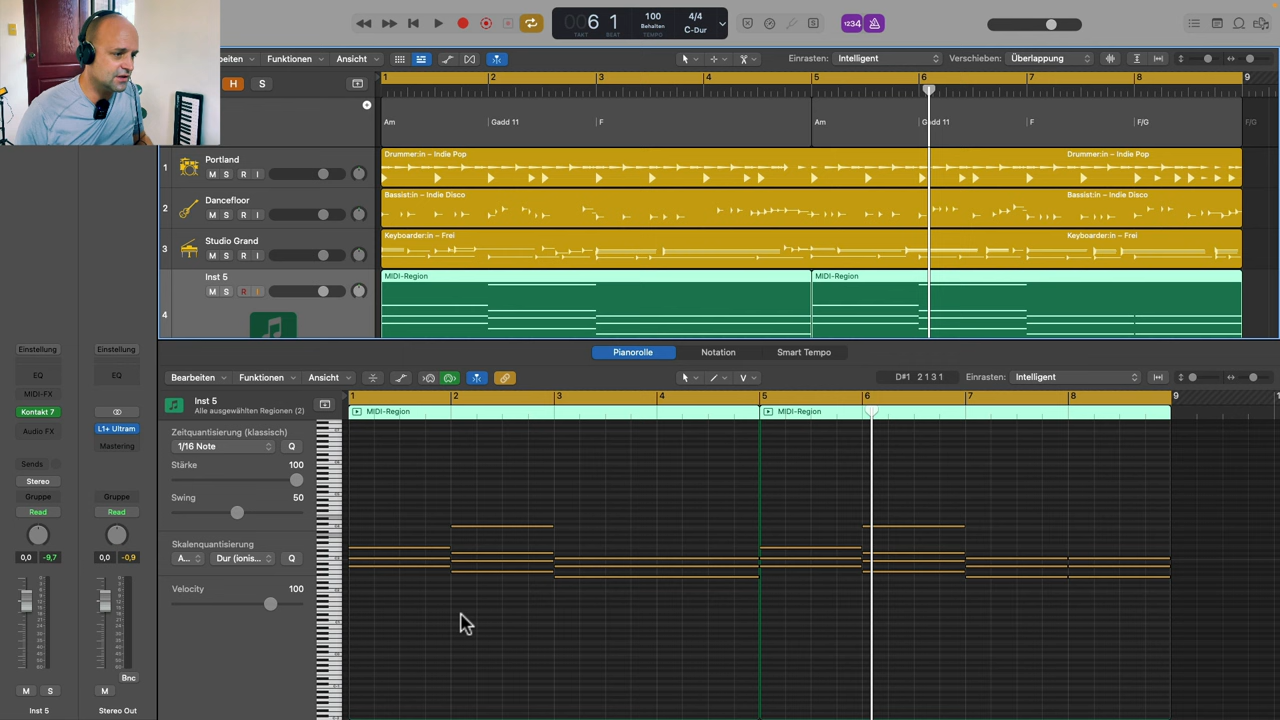 6 1
TAKT BEAT
100
Behalten
TEMPO
4/4
C-Dur
1234
beiten Funktionen Ansicht
Einrasten: Intelligent
Verschieben: Überlappung
H S
1 2 3 4 5 6 7 8 9
Am Gadd 11 F Am Gadd 11 F F/G F/G
1 Portland
M S R I
Drummer:in – Indie Pop
Drummer:in – Indie Pop
2 Dancefloor
M S R I
Bassist:in – Indie Disco
Bassist:in – Indie Disco
3 Studio Grand
M S R I
Keyboarder:in – Frei
Keyboarder:in – Frei
4 Inst 5
M S R I
MIDI-Region
MIDI-Region
Pianorolle Notation Smart Tempo
Bearbeiten Funktionen Ansicht
D#1 2 1 3 1
Einrasten: Intelligent
1 2 3 4 5 6 7 8 9
Inst 5
Alle ausgewählten Regionen (2)
MIDI-Region
MIDI-Region
Zeitquantisierung (klassisch)
1/16 Note Q
Stärke 100
Swing 50
Skalenquantisierung
A... Dur (ionis... Q
Velocity 100
Einstellung Einstellung
EQ EQ
MIDI-FX
Kontakt 7
Audio FX
L1+ Ultram
Mastering
Sends
Stereo
Gruppe Gruppe
Read Read
0,0 -9,7 0,0 -0,9
Bnc
M S M
Inst 5 Stereo Out